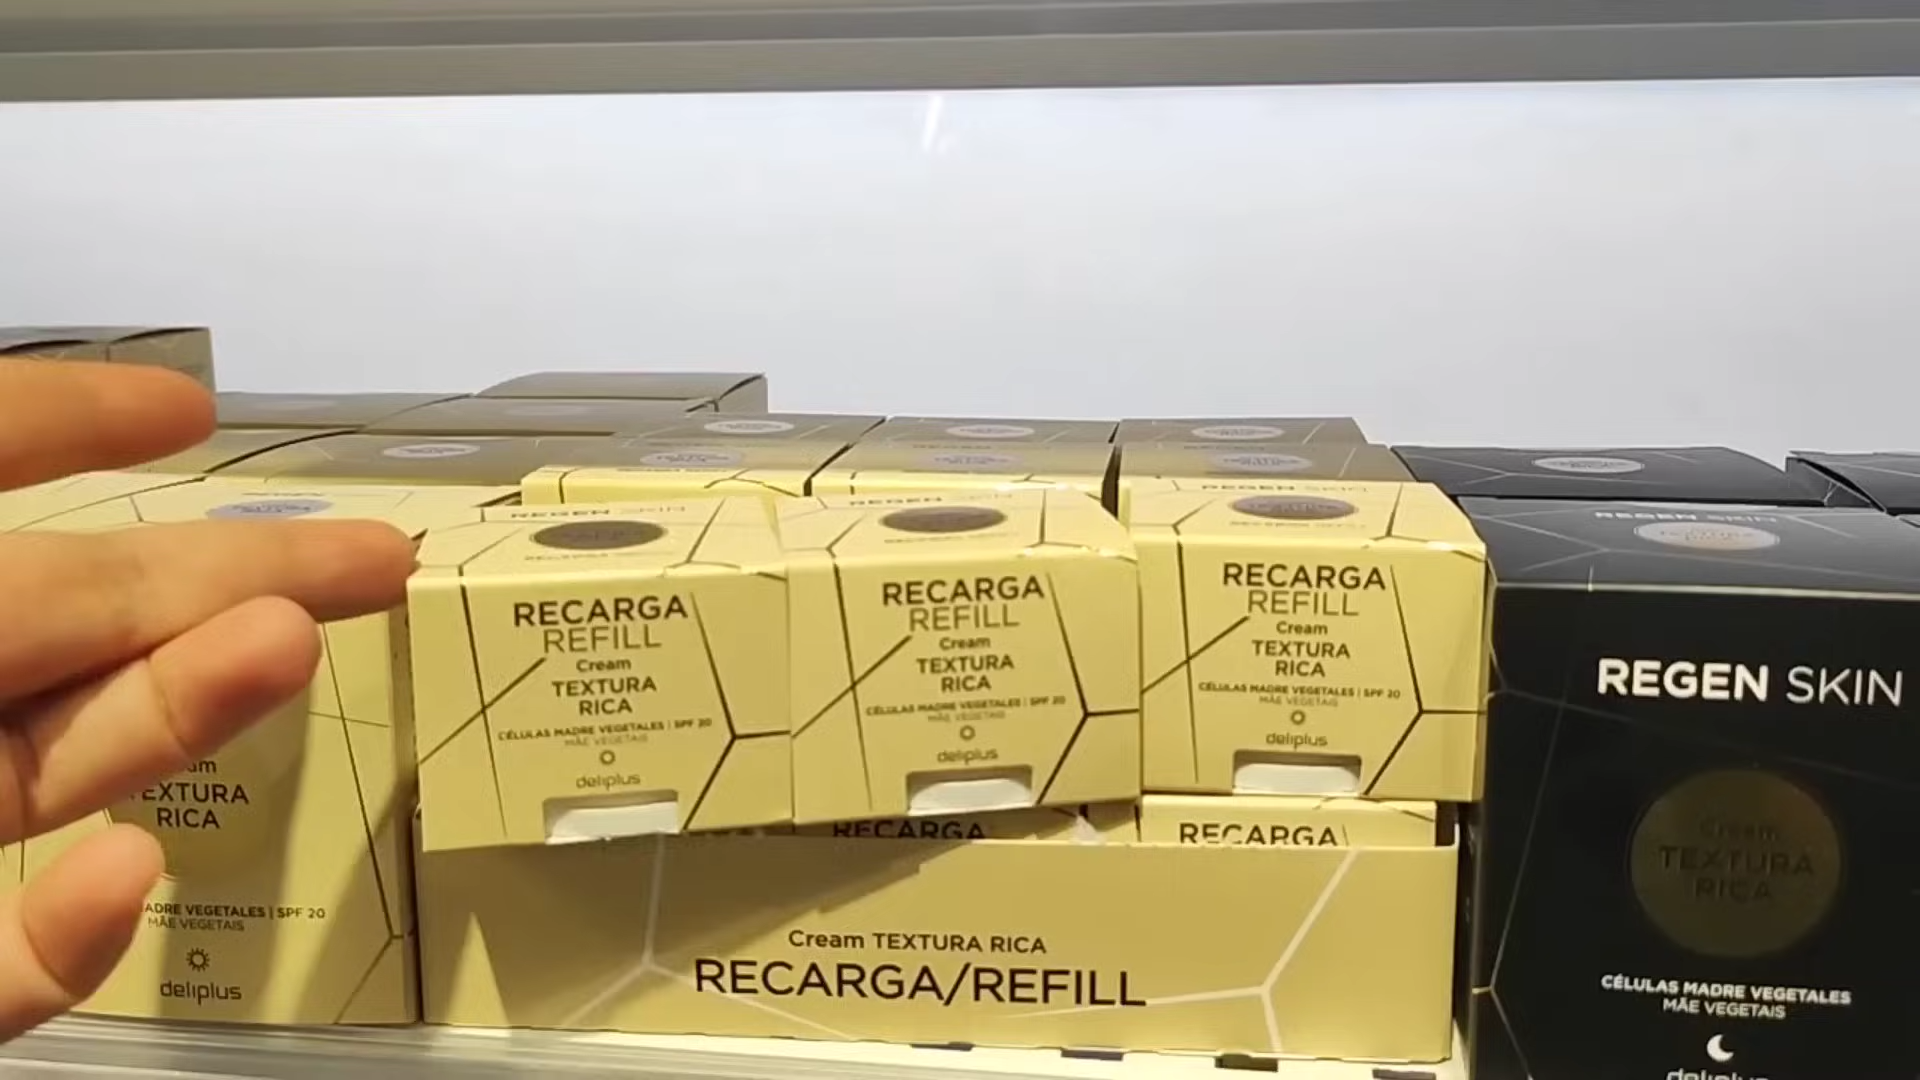 REGEN SKIN
RECARGA
REFILL
Cream
TEXTURA
RICA
CÉLULAS MADRE VEGETALES | SPF 20
MÃE VEGETAIS
deliplus
REGEN SKIN
RECARGA
REFILL
Cream
TEXTURA
RICA
CÉLULAS MADRE VEGETALES | SPF 20
MÃE VEGETAIS
deliplus
REGEN SKIN
RECARGA
REFILL
Cream
TEXTURA
RICA
CÉLULAS MADRE VEGETALES | SPF 20
MÃE VEGETAIS
deliplus
TEXTURA
RICA
MADRE VEGETALES | SPF 20
MÃE VEGETAIS
deliplus
RECARGA
RECARGA
Cream TEXTURA RICA
RECARGA/REFILL
REGEN SKIN
REGEN SKIN
Cream
TEXTURA
RICA
CÉLULAS MADRE VEGETALES
MÃE VEGETAIS
deliplus